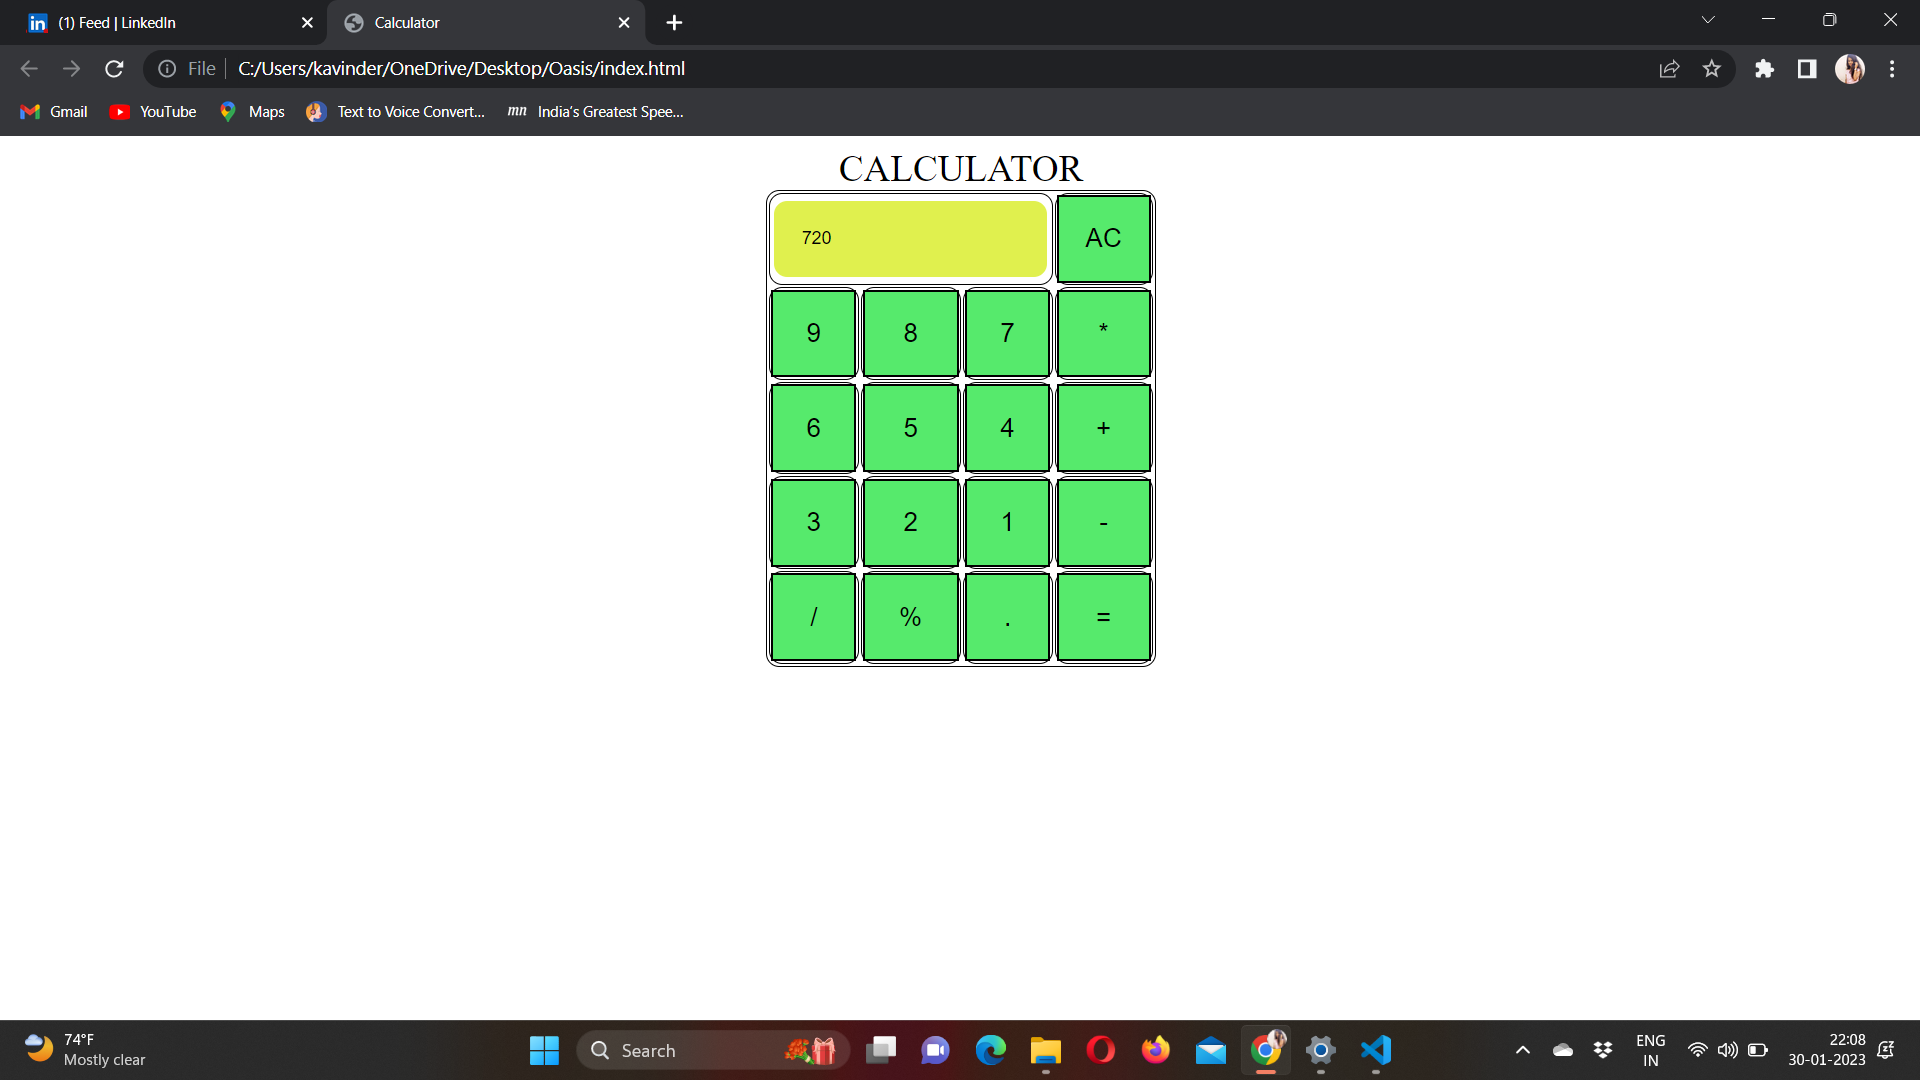 (1) Feed | LinkedIn
Calculator
File
C:/Users/kavinder/OneDrive/Desktop/Oasis/index.html
Gmail
YouTube
Maps
Text to Voice Convert...
mn
India's Greatest Spee...
CALCULATOR
720
AC
9 8 7 *
6 5 4 +
3 2 1 -
/ % . =
74°F
Mostly clear
Search
ENG
IN
22:08
30-01-2023